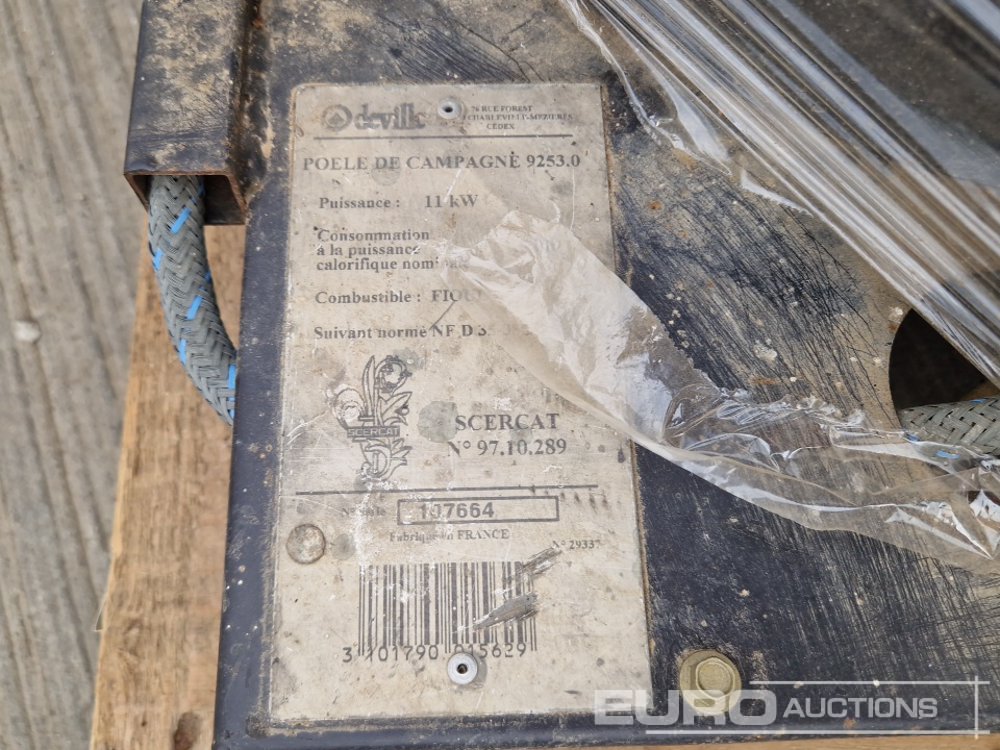 deville
76 RUE FOREST
CHARLEVILLE-MEZIERES
CEDEX
POELE DE CAMPAGNE 9253.0
Puissance : 11 kW
Consommation
à la puissance
calorifique
Combustible :
Suivant norme NF D
SCERCAT
SCERCAT
N° 97.10.289
107664
Fabriqué en FRANCE
N° 2933
3 101790 015629
EURO AUCTIONS